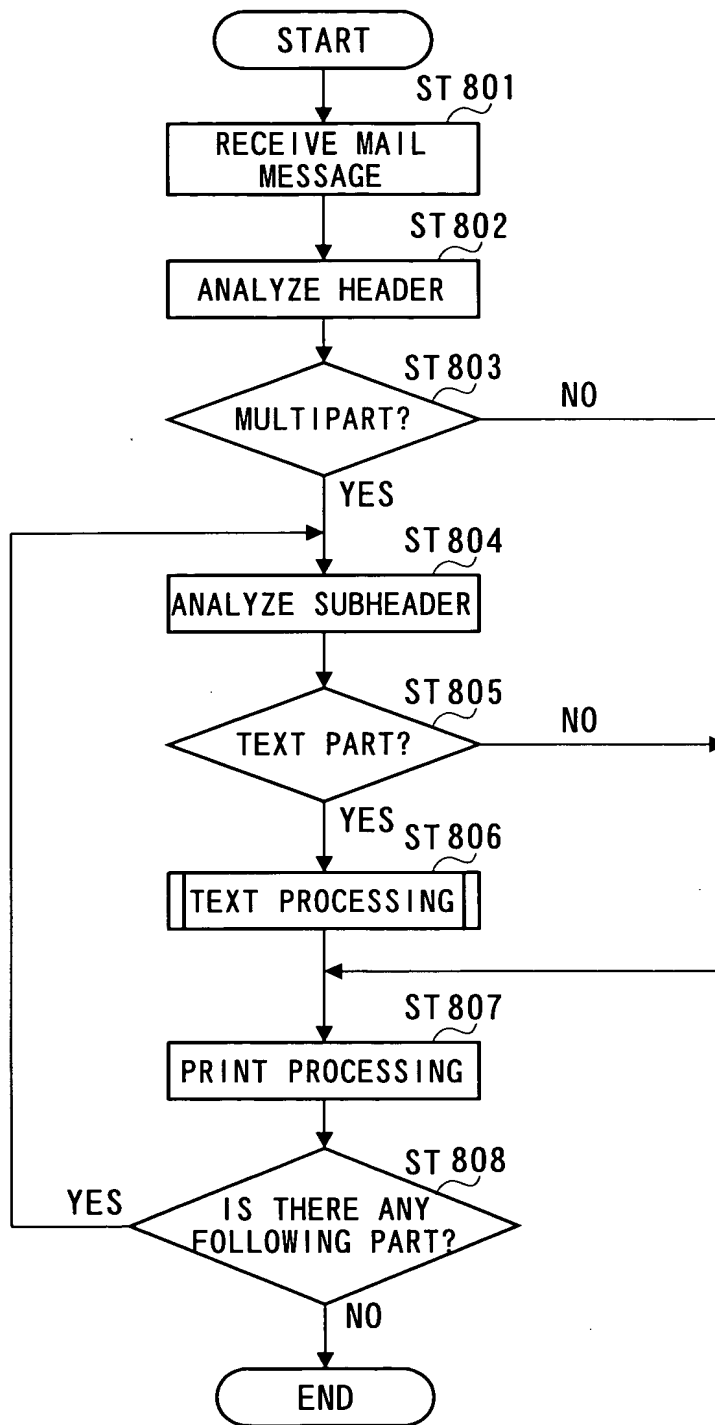 START
ST 801
RECEIVE MAIL
MESSAGE
ST 802
ANALYZE HEADER
ST 803
MULTIPART?
NO
YES
ST 804
ANALYZE SUBHEADER
ST 805
TEXT PART?
NO
YES
ST 806
TEXT PROCESSING
ST 807
PRINT PROCESSING
ST 808
YES
IS THERE ANY
FOLLOWING PART?
NO
END